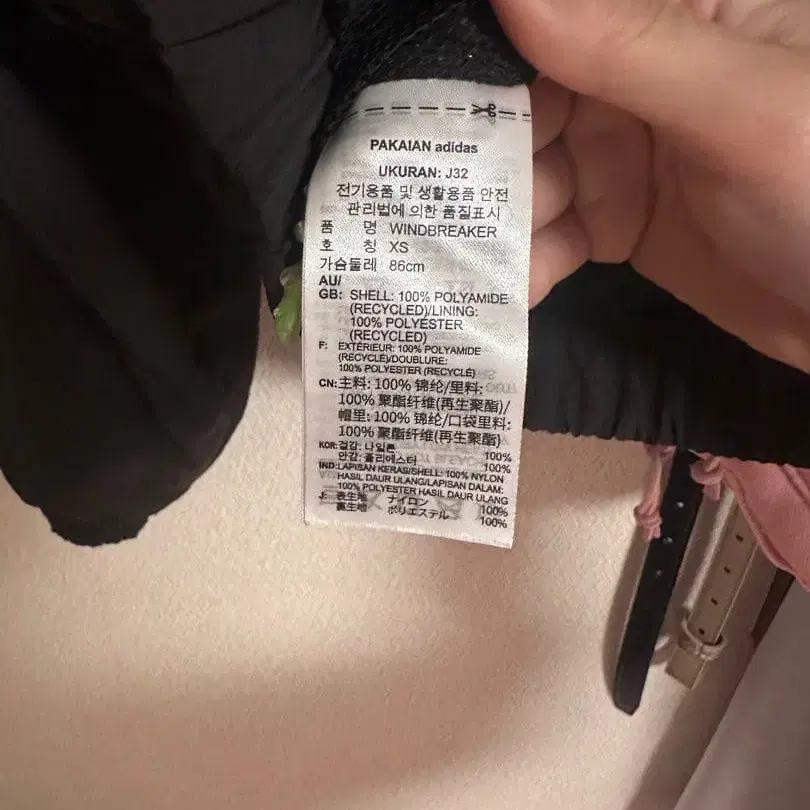 PAKAIAN adidas
UKURAN: J32
전기용품 및 생활용품 안전
관리법에 의한 품질표시
품 명 WINDBREAKER
호 칭 XS
가슴둘레 86cm
AU/
GB: SHELL: 100% POLYAMIDE
(RECYCLED)/LINING:
100% POLYESTER
(RECYCLED)
F: EXTÉRIEUR: 100% POLYAMIDE
(RECYCLÉ)/DOUBLURE:
100% POLYESTER (RECYCLÉ)
CN: 主料: 100% 锦纶/里料:
100% 聚酯纤维(再生聚酯)/
帽里: 100% 锦纶/口袋里料:
100% 聚酯纤维(再生聚酯)
KOR: 겉감: 나일론 100%
안감: 폴리에스터 100%
IND: LAPISAN KERAS/SHELL: 100% NYLON
HASIL DAUR ULANG/LAPISAN DALAM:
100% POLYESTER HASIL DAUR ULANG
J: 表生地 ナイロン 100%
裏生地 ポリエステル 100%